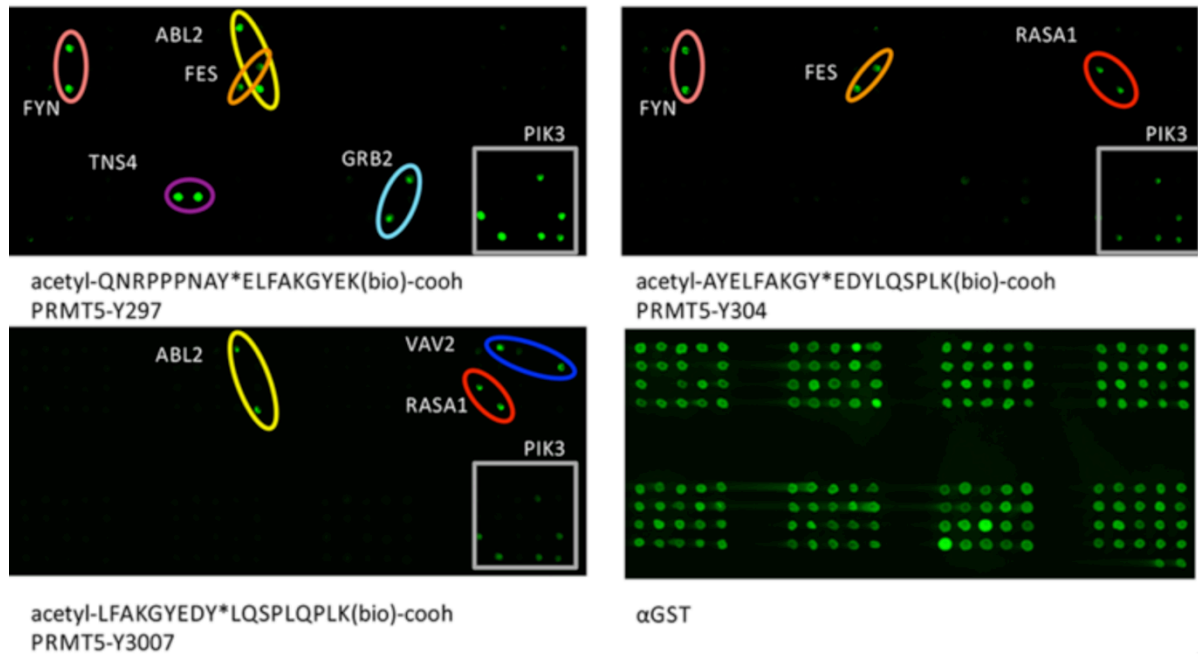 ABL2
FES
FYN
TNS4
GRB2
PIK3
acetyl-QNRPPPNAY*ELFAKGYEK(bio)-cooh
PRMT5-Y297
RASA1
FES
FYN
PIK3
acetyl-AYELFAKGY*EDYLQSPLK(bio)-cooh
PRMT5-Y304
ABL2
VAV2
RASA1
PIK3
acetyl-LFAKGYEDY*LQSPLQPLK(bio)-cooh
PRMT5-Y3007
αGST